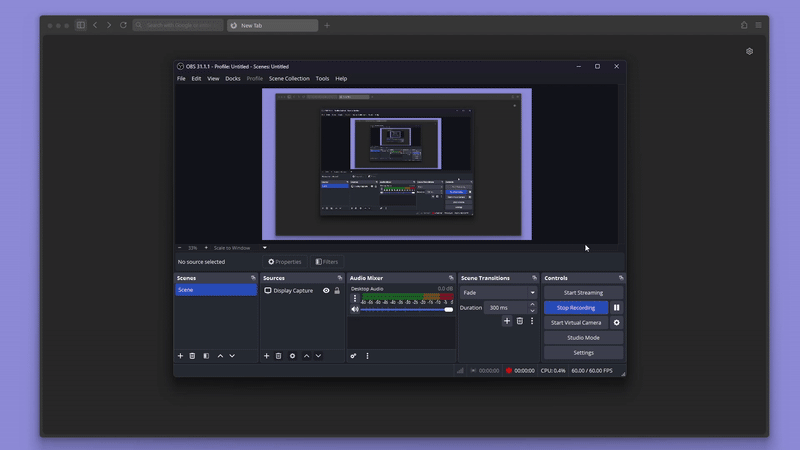 Search with Google or enter
New Tab
OBS 31.1.1 - Profile: Untitled - Scenes: Untitled
File Edit View Docks Profile Scene Collection Tools Help
53% Scale to Window
No source selected Properties Filters
Scenes Sources Audio Mixer Scene Transitions Controls
Scene
Display Capture
Desktop Audio 0.0 dB
-60 -55 -50 -45 -40 -35 -30 -25 -20 -15 -10 -5 0
Fade
Duration 300 ms
Start Streaming
Stop Recording
Start Virtual Camera
Studio Mode
Settings
00:00:00 00:00:00 CPU: 0.4% 60.00 / 60.00 FPS